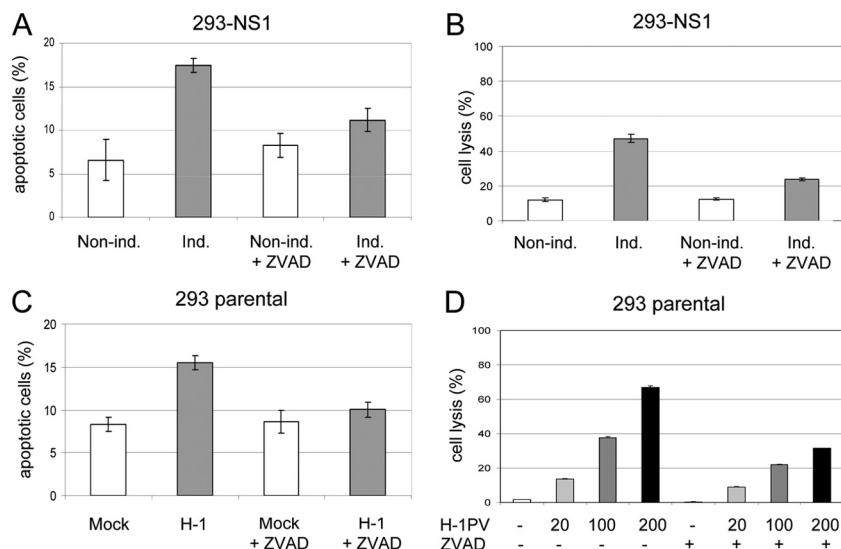 A
293-NS1
apoptotic cells (%)
20
15
10
5
0
Non-ind.
Ind.
Non-ind.
+ ZVAD
Ind.
+ ZVAD
B
293-NS1
cell lysis (%)
100
80
60
40
20
0
Non-ind.
Ind.
Non-ind.
+ ZVAD
Ind.
+ ZVAD
C
293 parental
apoptotic cells (%)
20
15
10
5
0
Mock
H-1
Mock
+ ZVAD
H-1
+ ZVAD
D
293 parental
cell lysis (%)
100
80
60
40
20
0
H-1PV - 20 100 200 - 20 100 200
ZVAD - - - - + + + +